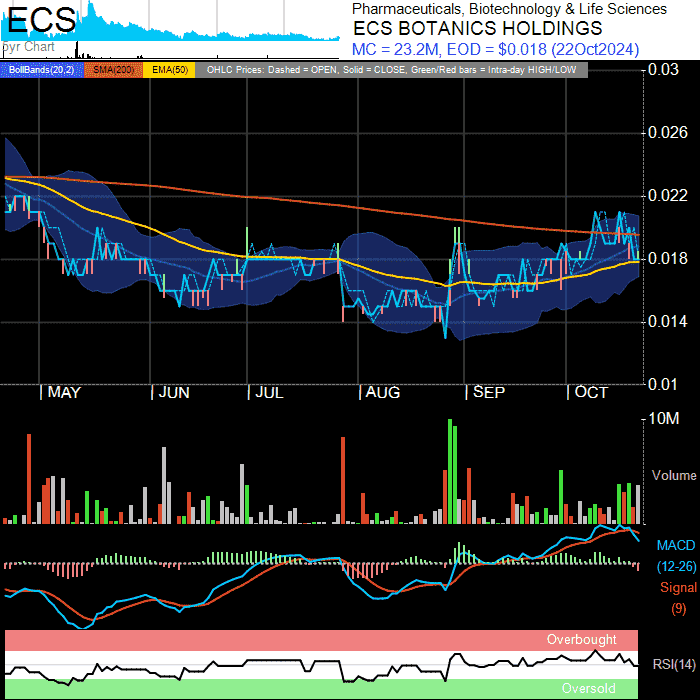 ECS
5yr Chart
Pharmaceuticals, Biotechnology & Life Sciences
ECS BOTANICS HOLDINGS
MC = 23.2M, EOD = $0.018 (22Oct2024)
BollBands(20,2) SMA(200) EMA(50) OHLC Prices: Dashed = OPEN, Solid = CLOSE, Green/Red bars = Intra-day HIGH/LOW
0.03
0.026
0.022
0.018
0.014
0.01
MAY JUN JUL AUG SEP OCT
10M
Volume
MACD
(12-26)
Signal
(9)
Overbought
RSI(14)
Oversold